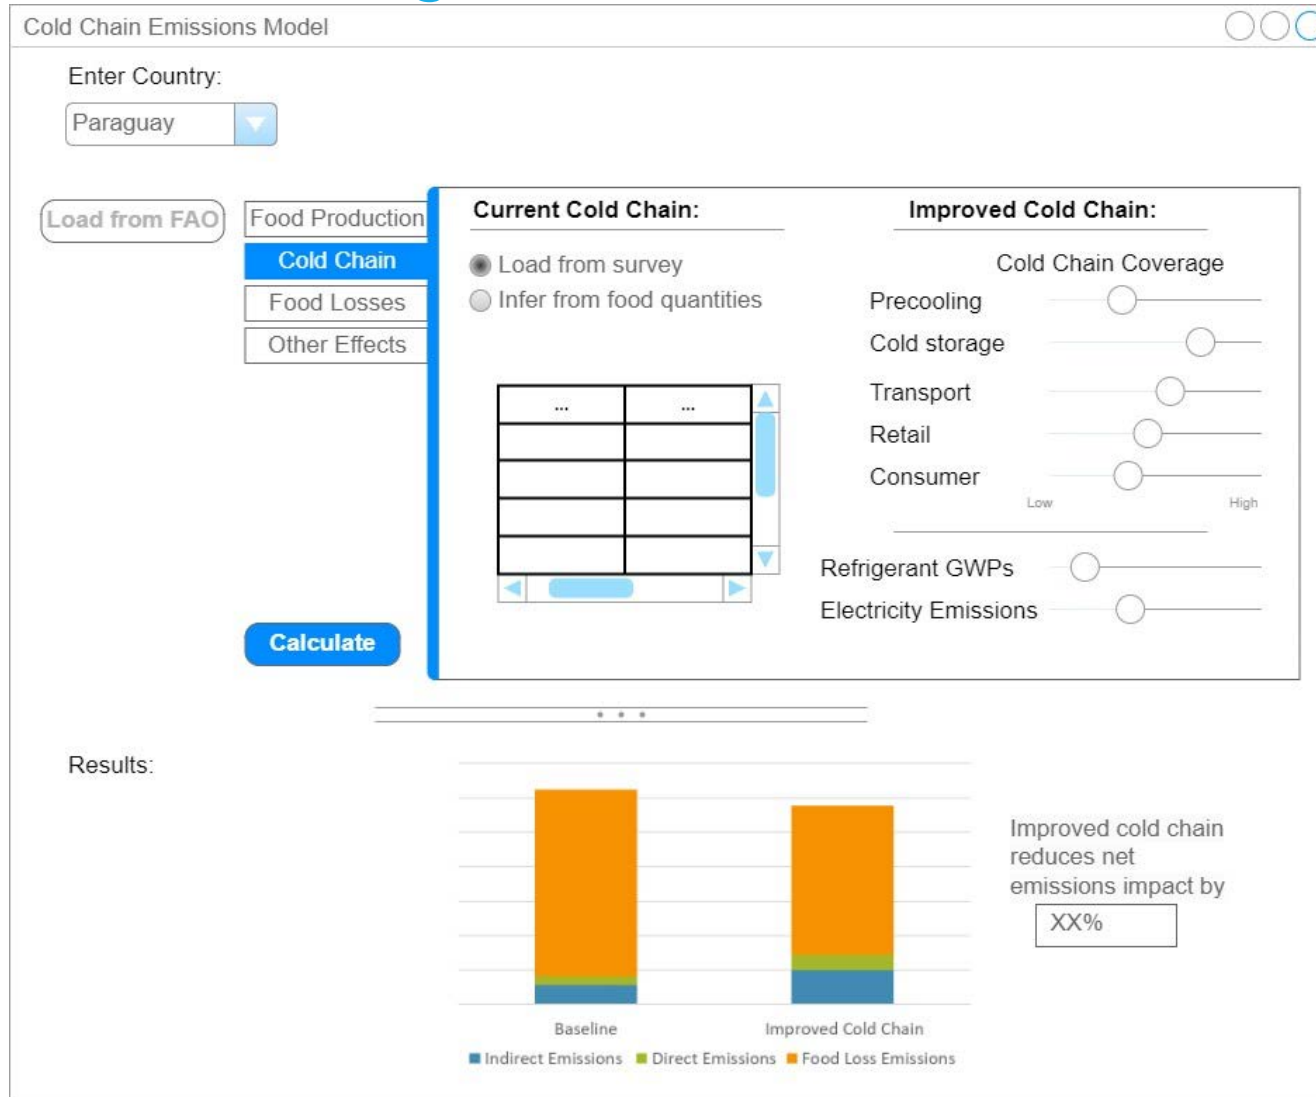 Cold Chain Emissions Model
Enter Country:
Paraguay
Load from FAO
Food Production
Cold Chain
Food Losses
Other Effects
Calculate
Current Cold Chain:
Load from survey
Infer from food quantities
... ...
Improved Cold Chain:
Cold Chain Coverage
Precooling
Cold storage
Transport
Retail
Consumer
Low High
Refrigerant GWPs
Electricity Emissions
Results:
Improved cold chain
reduces net
emissions impact by
XX%
Baseline Improved Cold Chain
Indirect Emissions Direct Emissions Food Loss Emissions